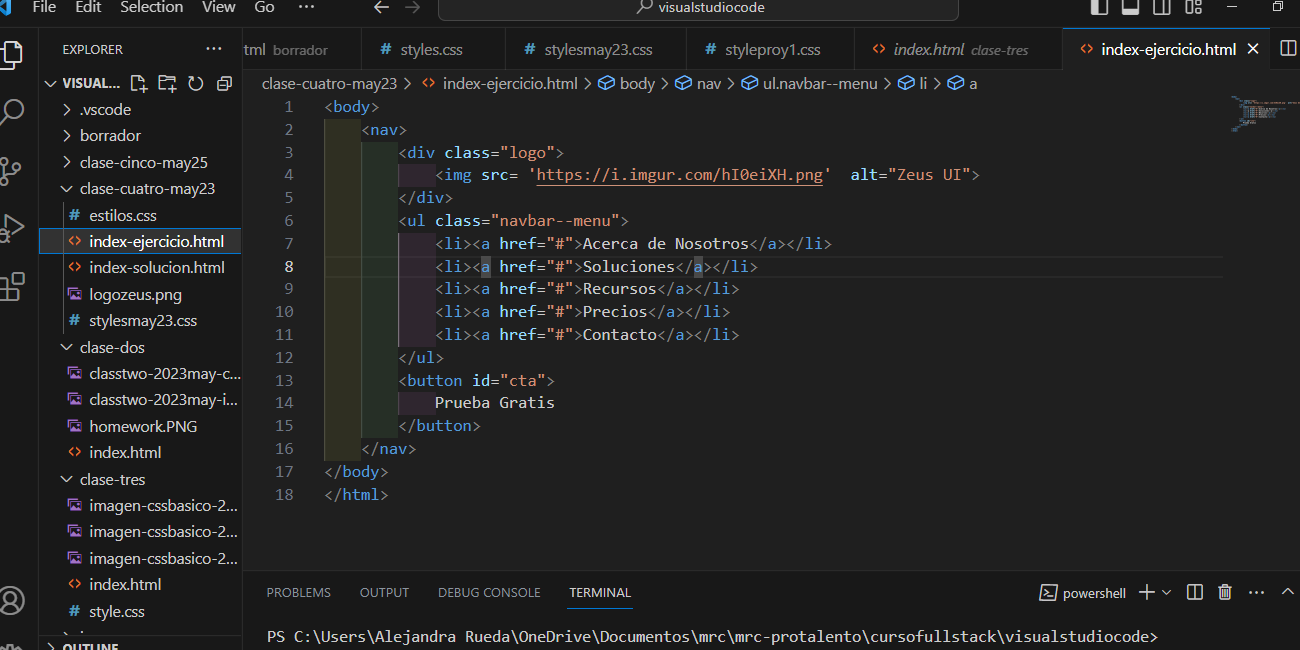 File Edit Selection View Go ··· visualstudiocode
EXPLORER ···
VISUAL...
.vscode
borrador
clase-cinco-may25
clase-cuatro-may23
estilos.css
index-ejercicio.html
index-solucion.html
logozeus.png
stylesmay23.css
clase-dos
classtwo-2023may-c...
classtwo-2023may-i...
homework.PNG
index.html
clase-tres
imagen-cssbasico-2...
imagen-cssbasico-2...
imagen-cssbasico-2...
index.html
style.css
OUTLINE
tml borrador # styles.css # stylesmay23.css # styleproy1.css <> index.html clase-tres <> index-ejercicio.html
clase-cuatro-may23 > <> index-ejercicio.html > body > nav > ul.navbar--menu > li > a
1 <body>
2 <nav>
3 <div class="logo">
4 <img src= 'https://i.imgur.com/hI0eiXH.png' alt="Zeus UI">
5 </div>
6 <ul class="navbar--menu">
7 <li><a href="#">Acerca de Nosotros</a></li>
8 <li><a href="#">Soluciones</a></li>
9 <li><a href="#">Recursos</a></li>
10 <li><a href="#">Precios</a></li>
11 <li><a href="#">Contacto</a></li>
12 </ul>
13 <button id="cta">
14 Prueba Gratis
15 </button>
16 </nav>
17 </body>
18 </html>
PROBLEMS OUTPUT DEBUG CONSOLE TERMINAL powershell
PS C:\Users\Alejandra Rueda\OneDrive\Documentos\mrc\mrc-protalento\cursofullstack\visualstudiocode>